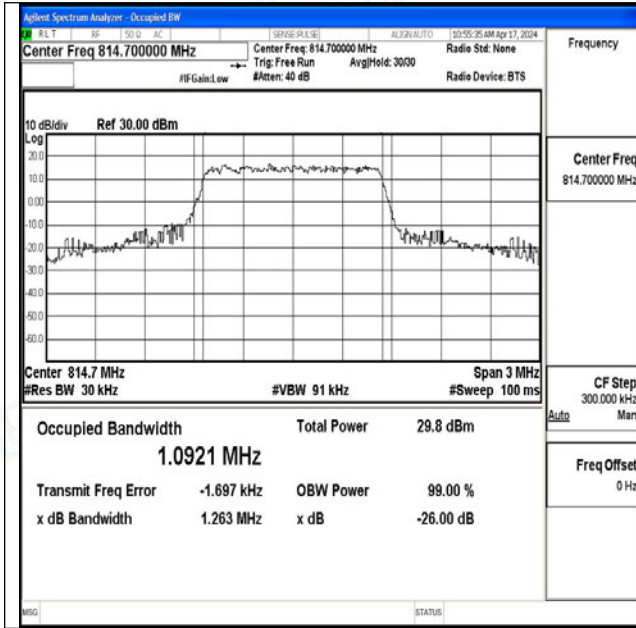 Agilent Spectrum Analyzer - Occupied BW
RL T RF 50 Ω AC SENSE:PULSE ALIGNAUTO 10:55:35 AM Apr 17, 2024
Center Freq 814.700000 MHz
Center Freq: 814.700000 MHz
Radio Std: None
Trig: Free Run Avg|Hold: 30/30
#IFGain:Low
#Atten: 40 dB
Radio Device: BTS
Frequency
10 dB/div Ref 30.00 dBm
Log
20.0
10.0
0.00
-10.0
-20.0
-30.0
-40.0
-50.0
-60.0
Center 814.7 MHz Span 3 MHz
#Res BW 30 kHz #VBW 91 kHz #Sweep 100 ms
Occupied Bandwidth Total Power 29.8 dBm
1.0921 MHz
Transmit Freq Error -1.697 kHz OBW Power 99.00 %
x dB Bandwidth 1.263 MHz x dB -26.00 dB
Center Freq
814.700000 MHz
CF Step
300.000 kHz
Auto Man
Freq Offset
0 Hz
MSG STATUS